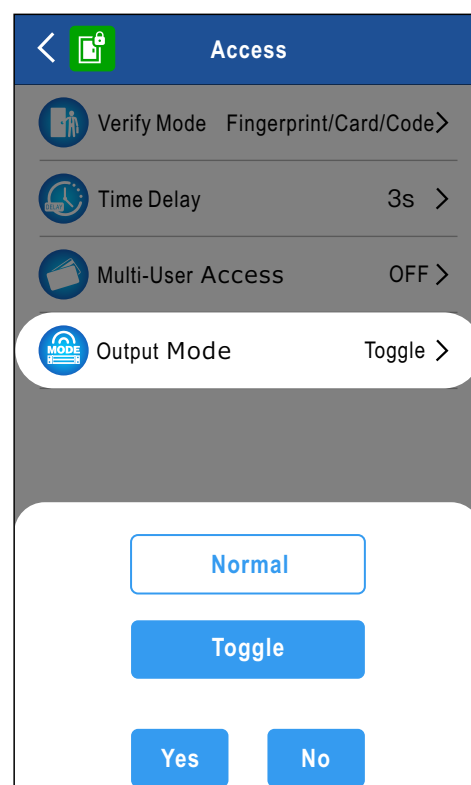 Access
Verify Mode Fingerprint/Card/Code
DELAY
Time Delay 3s
Multi-User Access OFF
MODE
Output Mode Toggle
Normal
Toggle
Yes No